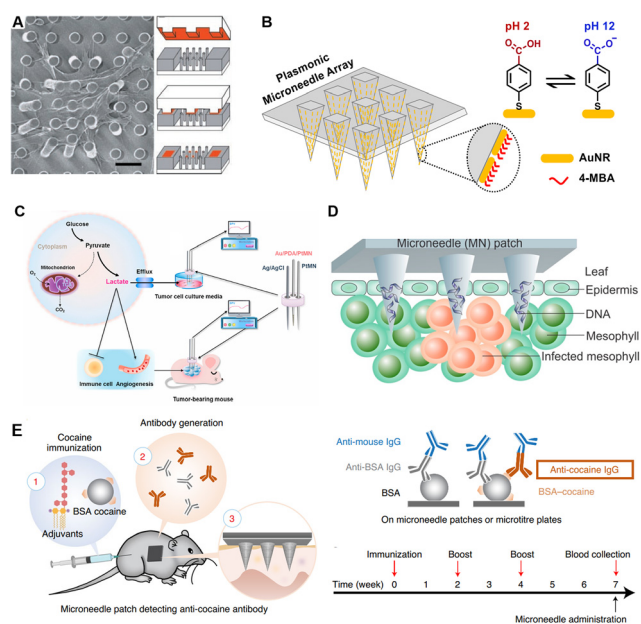 A
B
Plasmonic
Microneedle Array
pH 2
pH 12
O
C
OH
O
C
O⁻
S
S
AuNR
4-MBA
C
Glucose
Cytoplasm
Pyruvate
Mitochondrion
O₂
CO₂
Lactate
Efflux
Tumor cell culture media
Au/PDA/PtMN
Ag/AgCl
PtMN
Immune cell
Angiogenesis
Tumor-bearing mouse
D
Microneedle (MN) patch
Leaf
Epidermis
DNA
Mesophyll
Infected mesophyll
E
Cocaine
immunization
1
BSA cocaine
Adjuvants
Antibody generation
2
3
Microneedle patch detecting anti-cocaine antibody
Anti-mouse IgG
Anti-BSA IgG
Anti-cocaine IgG
BSA
BSA–cocaine
On microneedle patches or microtitre plates
Immunization
Boost
Boost
Blood collection
Time (week)
0
1
2
3
4
5
6
7
Microneedle administration